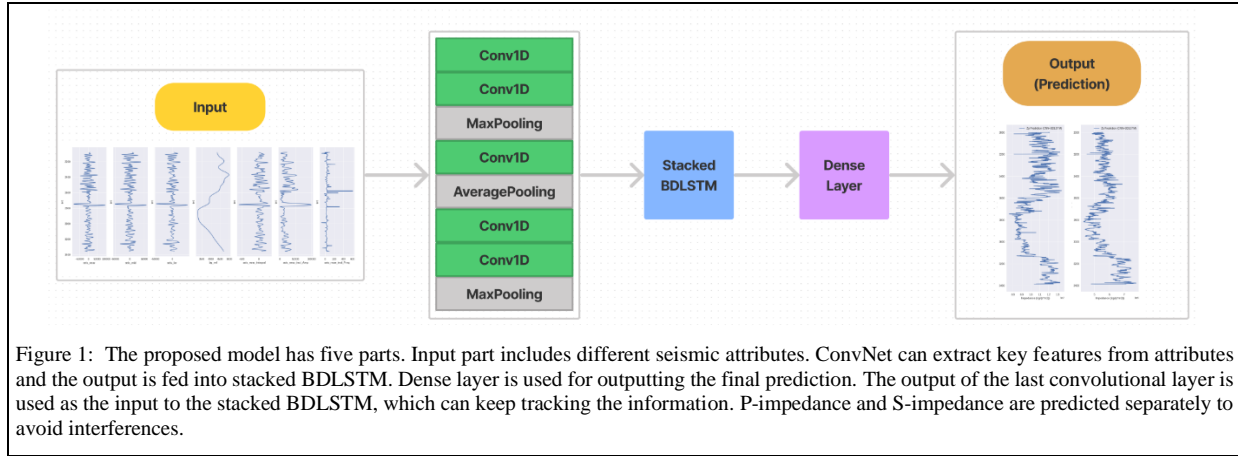 Input
Conv1D
Conv1D
MaxPooling
Conv1D
AveragePooling
Conv1D
Conv1D
MaxPooling
Stacked
BDLSTM
Dense
Layer
Output
(Prediction)
Figure 1: The proposed model has five parts. Input part includes different seismic attributes. ConvNet can extract key features from attributes
and the output is fed into stacked BDLSTM. Dense layer is used for outputting the final prediction. The output of the last convolutional layer is
used as the input to the stacked BDLSTM, which can keep tracking the information. P-impedance and S-impedance are predicted separately to
avoid interferences.